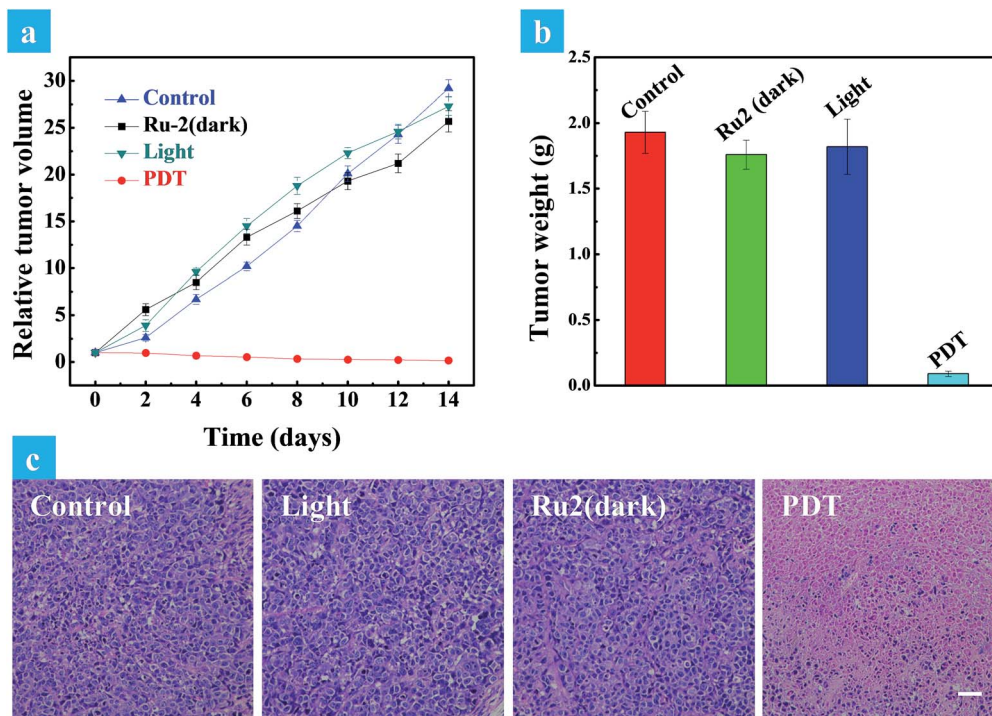 a
Relative tumor volume
30
25
20
15
10
5
0
Control
Ru-2(dark)
Light
PDT
0 2 4 6 8 10 12 14
Time (days)
b
Tumor weight (g)
2.5
2.0
1.5
1.0
0.5
0.0
Control
Ru2 (dark)
Light
PDT
c
Control
Light
Ru2(dark)
PDT